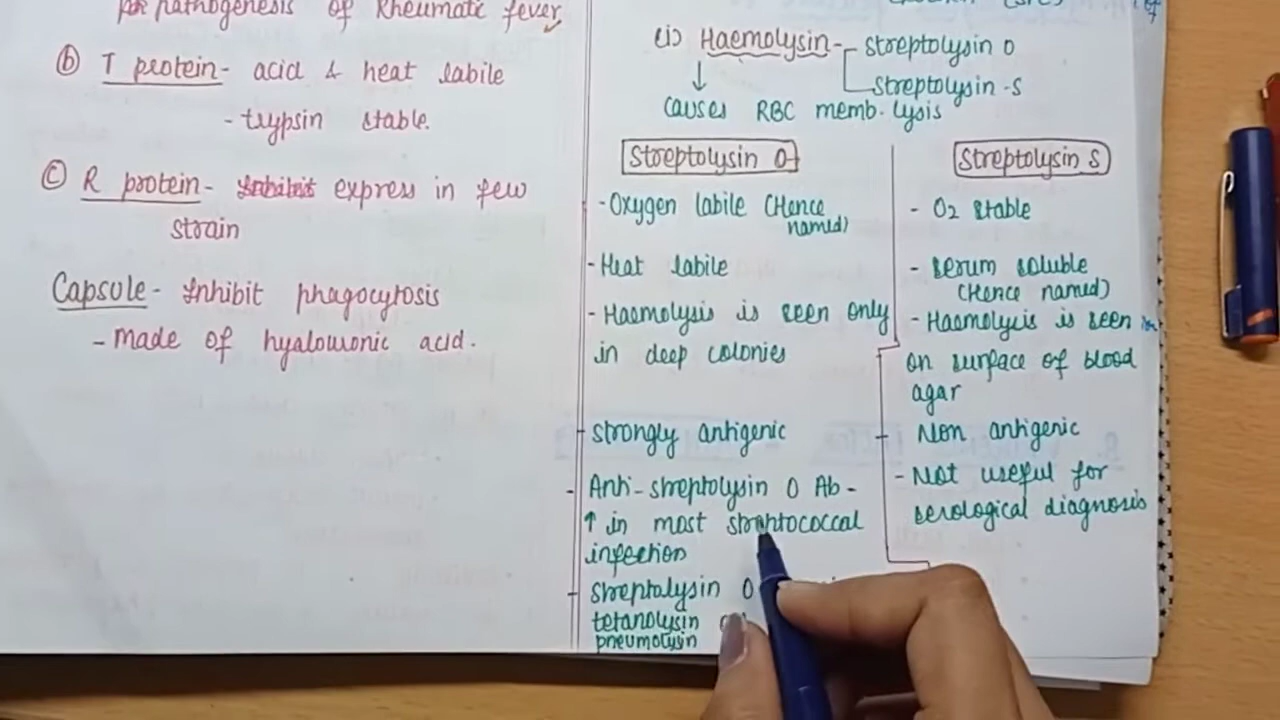 pathogenesis of Rheumatic fever
ⓑ T protein - acid & heat labile
- trypsin stable.
ⓒ R protein - express in few
strain
Capsule - Inhibit phagocytosis
- made of hyalouronic acid.
(i) Haemolysin - streptolysin O
streptolysin - S
causes RBC memb. lysis
Streptolysin O
- Oxygen labile (Hence
named)
- Heat labile
- Haemolysis is seen only
in deep colonies
strongly antigenic
- Anti-streptolysin O Ab -
↑ in most streptococcal
infection
- streptolysin O
tetanolysin
pneumolysin
Streptolysin S
- O2 stable
- serum soluble
(Hence named)
- Haemolysis is seen
on surface of blood
agar
- Non antigenic
- Not useful for
serological diagnosis